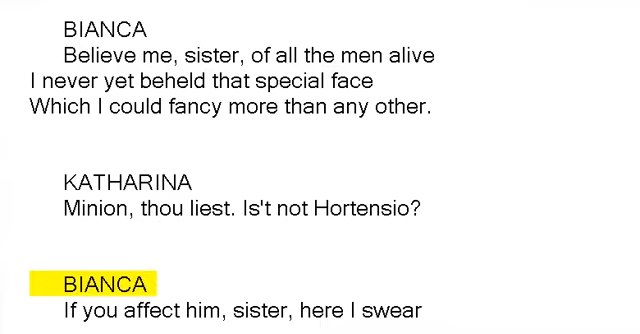 BIANCA
Believe me, sister, of all the men alive
I never yet beheld that special face
Which I could fancy more than any other.
KATHARINA
Minion, thou liest. Is't not Hortensio?
BIANCA
If you affect him, sister, here I swear